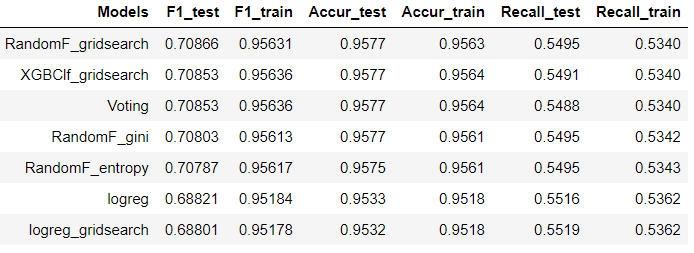 Models F1_test F1_train Accur_test Accur_train Recall_test Recall_train
RandomF_gridsearch 0.70866 0.95631 0.9577 0.9563 0.5495 0.5340
XGBClf_gridsearch 0.70853 0.95636 0.9577 0.9564 0.5491 0.5340
Voting 0.70853 0.95636 0.9577 0.9564 0.5488 0.5340
RandomF_gini 0.70803 0.95613 0.9577 0.9561 0.5495 0.5342
RandomF_entropy 0.70787 0.95617 0.9575 0.9561 0.5495 0.5343
logreg 0.68821 0.95184 0.9533 0.9518 0.5516 0.5362
logreg_gridsearch 0.68801 0.95178 0.9532 0.9518 0.5519 0.5362